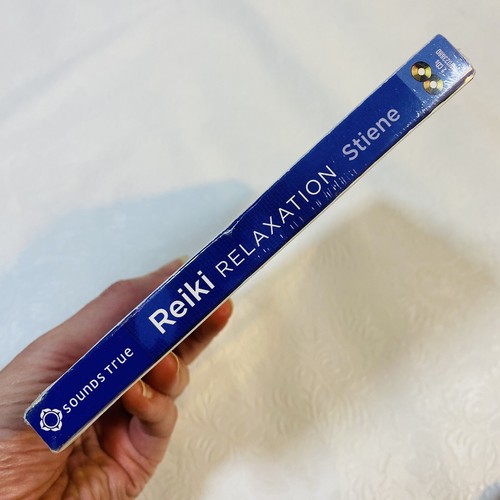 SOUNDS TrUe
Reiki RELAXATION Stiene